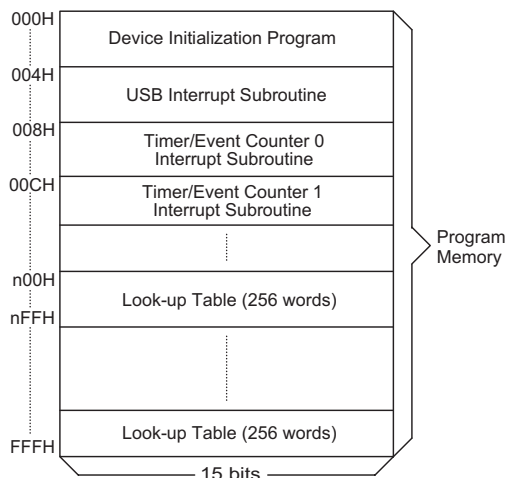 000H
Device Initialization Program
004H
USB Interrupt Subroutine
008H
Timer/Event Counter 0
Interrupt Subroutine
00CH
Timer/Event Counter 1
Interrupt Subroutine
Program
Memory
n00H
Look-up Table (256 words)
nFFH
Look-up Table (256 words)
FFFH
15 bits